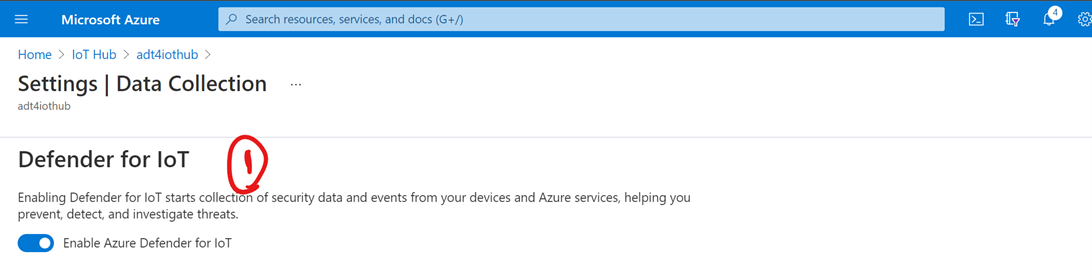 Microsoft Azure
Search resources, services, and docs (G+/)
4
Home > IoT Hub > adt4iothub >
Settings | Data Collection ...
adt4iothub
Defender for IoT
1
Enabling Defender for IoT starts collection of security data and events from your devices and Azure services, helping you
prevent, detect, and investigate threats.
Enable Azure Defender for IoT